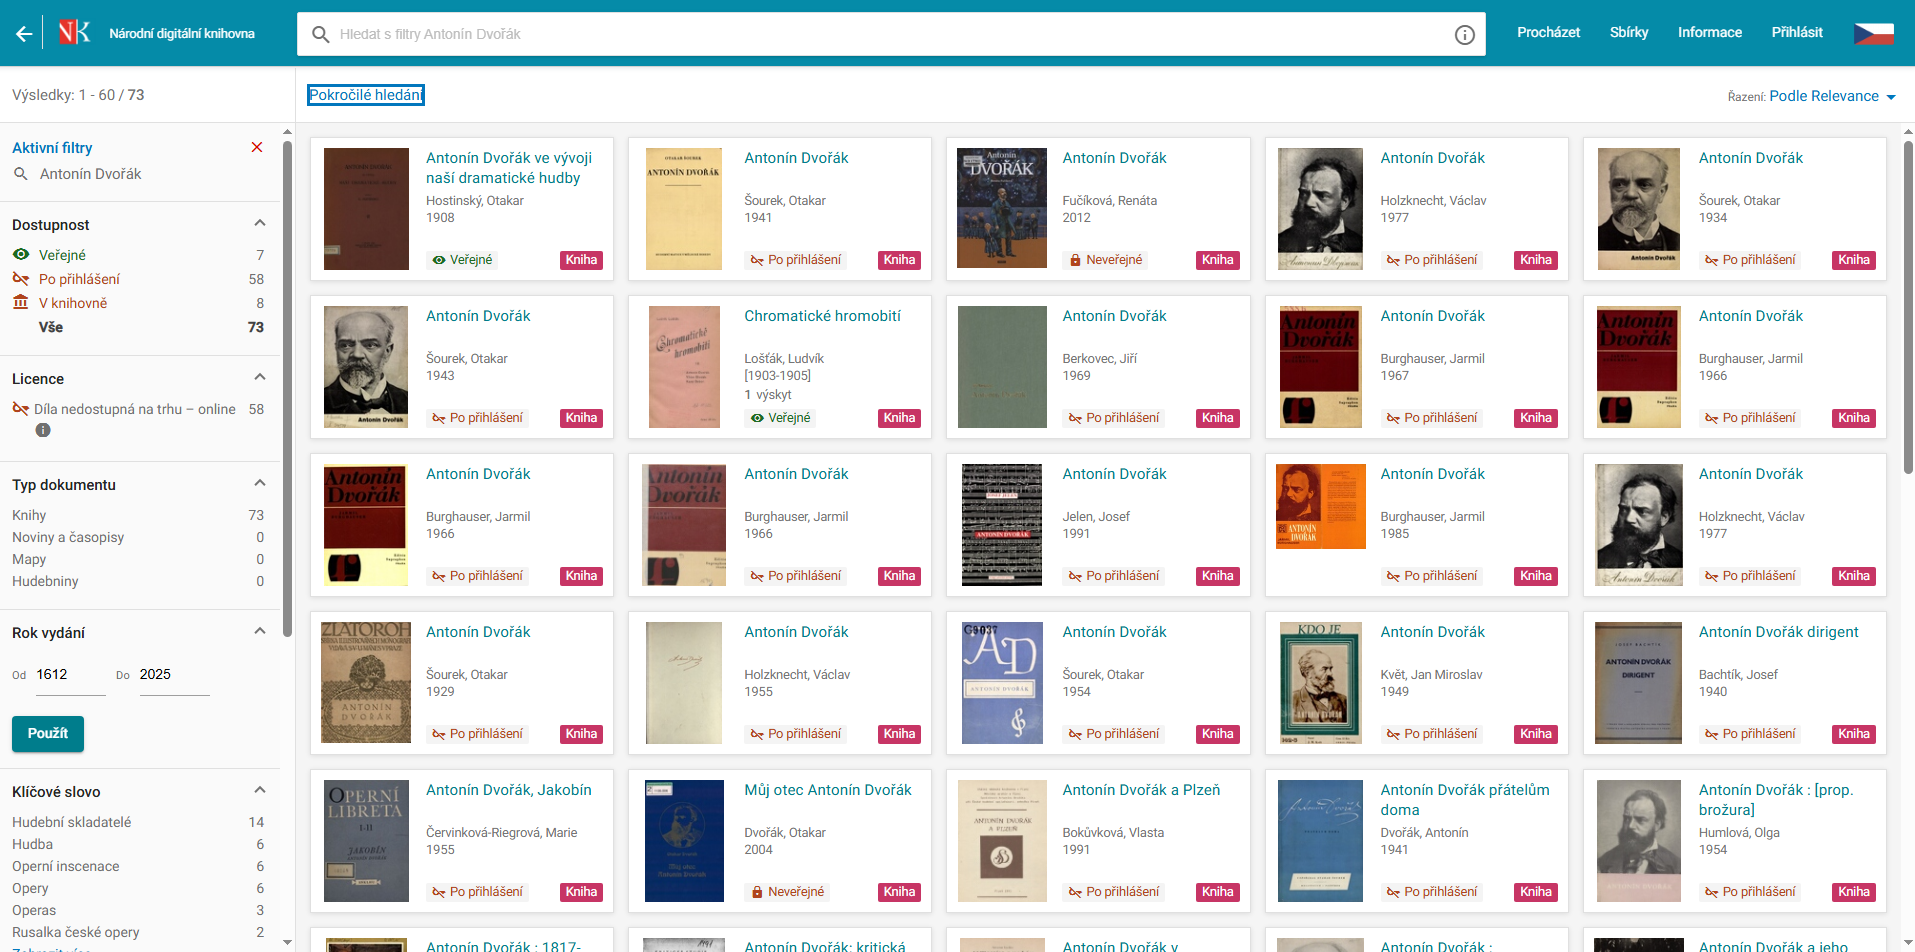 Národní digitální knihovna
Hledat s filtry Antonín Dvořák
Procházet
Sbírky
Informace
Přihlásit
Výsledky: 1 - 60 / 73
Pokročilé hledání
Řazení: Podle Relevance
Aktivní filtry
Antonín Dvořák
Dostupnost
Veřejné 7
Po přihlášení 58
V knihovně 8
Vše 73
Licence
Díla nedostupná na trhu – online 58
Typ dokumentu
Knihy 73
Noviny a časopisy 0
Mapy 0
Hudebniny 0
Rok vydání
Od 1612 Do 2025
Použít
Klíčové slovo
Hudební skladatelé 14
Hudba 6
Operní inscenace 6
Opery 6
Operas 3
Rusalka české opery 2
Antonín Dvořák ve vývoji
naší dramatické hudby
Hostinský, Otakar
1908
Veřejné Kniha
Antonín Dvořák
Šourek, Otakar
1941
Po přihlášení Kniha
Antonín Dvořák
Fučíková, Renáta
2012
Neveřejné Kniha
Antonín Dvořák
Holzknecht, Václav
1977
Po přihlášení Kniha
Antonín Dvořák
Šourek, Otakar
1934
Po přihlášení Kniha
Antonín Dvořák
Šourek, Otakar
1943
Po přihlášení Kniha
Chromatické hromobití
Lošťák, Ludvík
[1903-1905]
1 výskyt
Veřejné Kniha
Antonín Dvořák
Berkovec, Jiří
1969
Po přihlášení Kniha
Antonín Dvořák
Burghauser, Jarmil
1967
Po přihlášení Kniha
Antonín Dvořák
Burghauser, Jarmil
1966
Po přihlášení Kniha
Antonín Dvořák
Burghauser, Jarmil
1966
Po přihlášení Kniha
Antonín Dvořák
Burghauser, Jarmil
1966
Po přihlášení Kniha
Antonín Dvořák
Jelen, Josef
1991
Po přihlášení Kniha
Antonín Dvořák
Burghauser, Jarmil
1985
Po přihlášení Kniha
Antonín Dvořák
Holzknecht, Václav
1977
Po přihlášení Kniha
Antonín Dvořák
Šourek, Otakar
1929
Po přihlášení Kniha
Antonín Dvořák
Holzknecht, Václav
1955
Po přihlášení Kniha
Antonín Dvořák
Šourek, Otakar
1954
Po přihlášení Kniha
Antonín Dvořák
Květ, Jan Miroslav
1949
Po přihlášení Kniha
Antonín Dvořák dirigent
Bachtík, Josef
1940
Po přihlášení Kniha
Antonín Dvořák, Jakobín
Červinková-Riegrová, Marie
1955
Po přihlášení Kniha
Můj otec Antonín Dvořák
Dvořák, Otakar
2004
Neveřejné Kniha
Antonín Dvořák a Plzeň
Bokůvková, Vlasta
1991
Po přihlášení Kniha
Antonín Dvořák přátelům
doma
Dvořák, Antonín
1941
Po přihlášení Kniha
Antonín Dvořák : [prop.
brožura]
Humlová, Olga
1954
Po přihlášení Kniha
Antonín Dvořák : 1817-
Antonín Dvořák: kritická
Antonín Dvořák v
Antonín Dvořák :
Antonín Dvořák a jeho